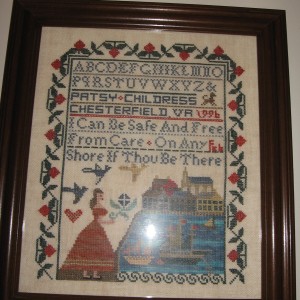 ABCDEFGHIJKLMNO
PQRSTUVWXYZ&
PATSY CHILDRESS
CHESTERFIELD VA 1996
I Can Be Safe And Free
From Care On Any Feb
Shore If Thou Be There